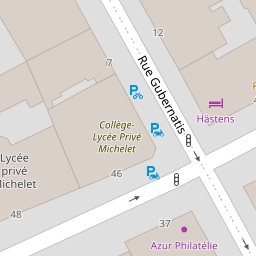 12
7
Rue Gubernatis
P
Hästens
P
Collège-
Lycée Privé
Michelet
Lycée
privé
Michelet
46
P
48
37
Azur Philatélie